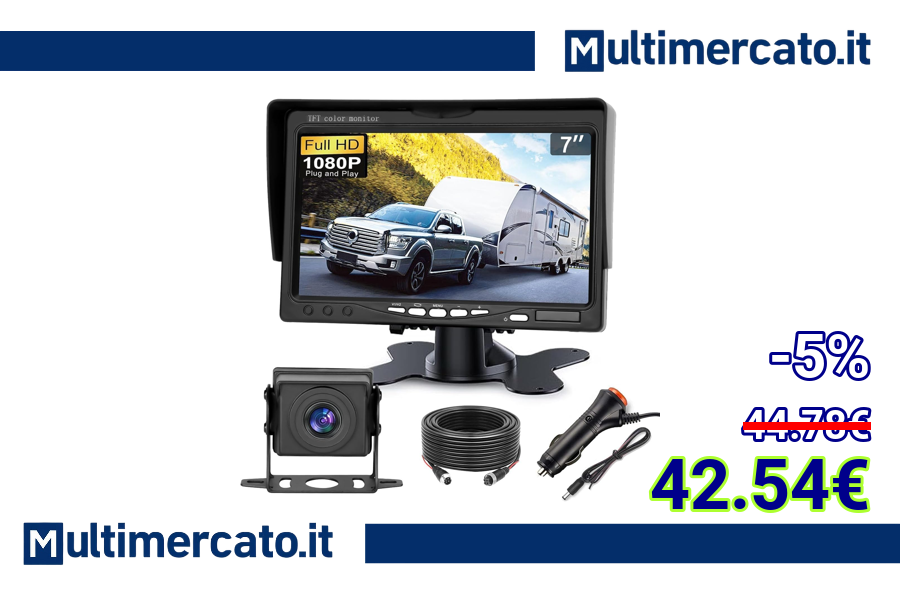 Multimercato.it
TFT color monitor
Full HD
1080P
Plug and Play
7″
MENU
-5%
44.78€
42.54€
Multimercato.it